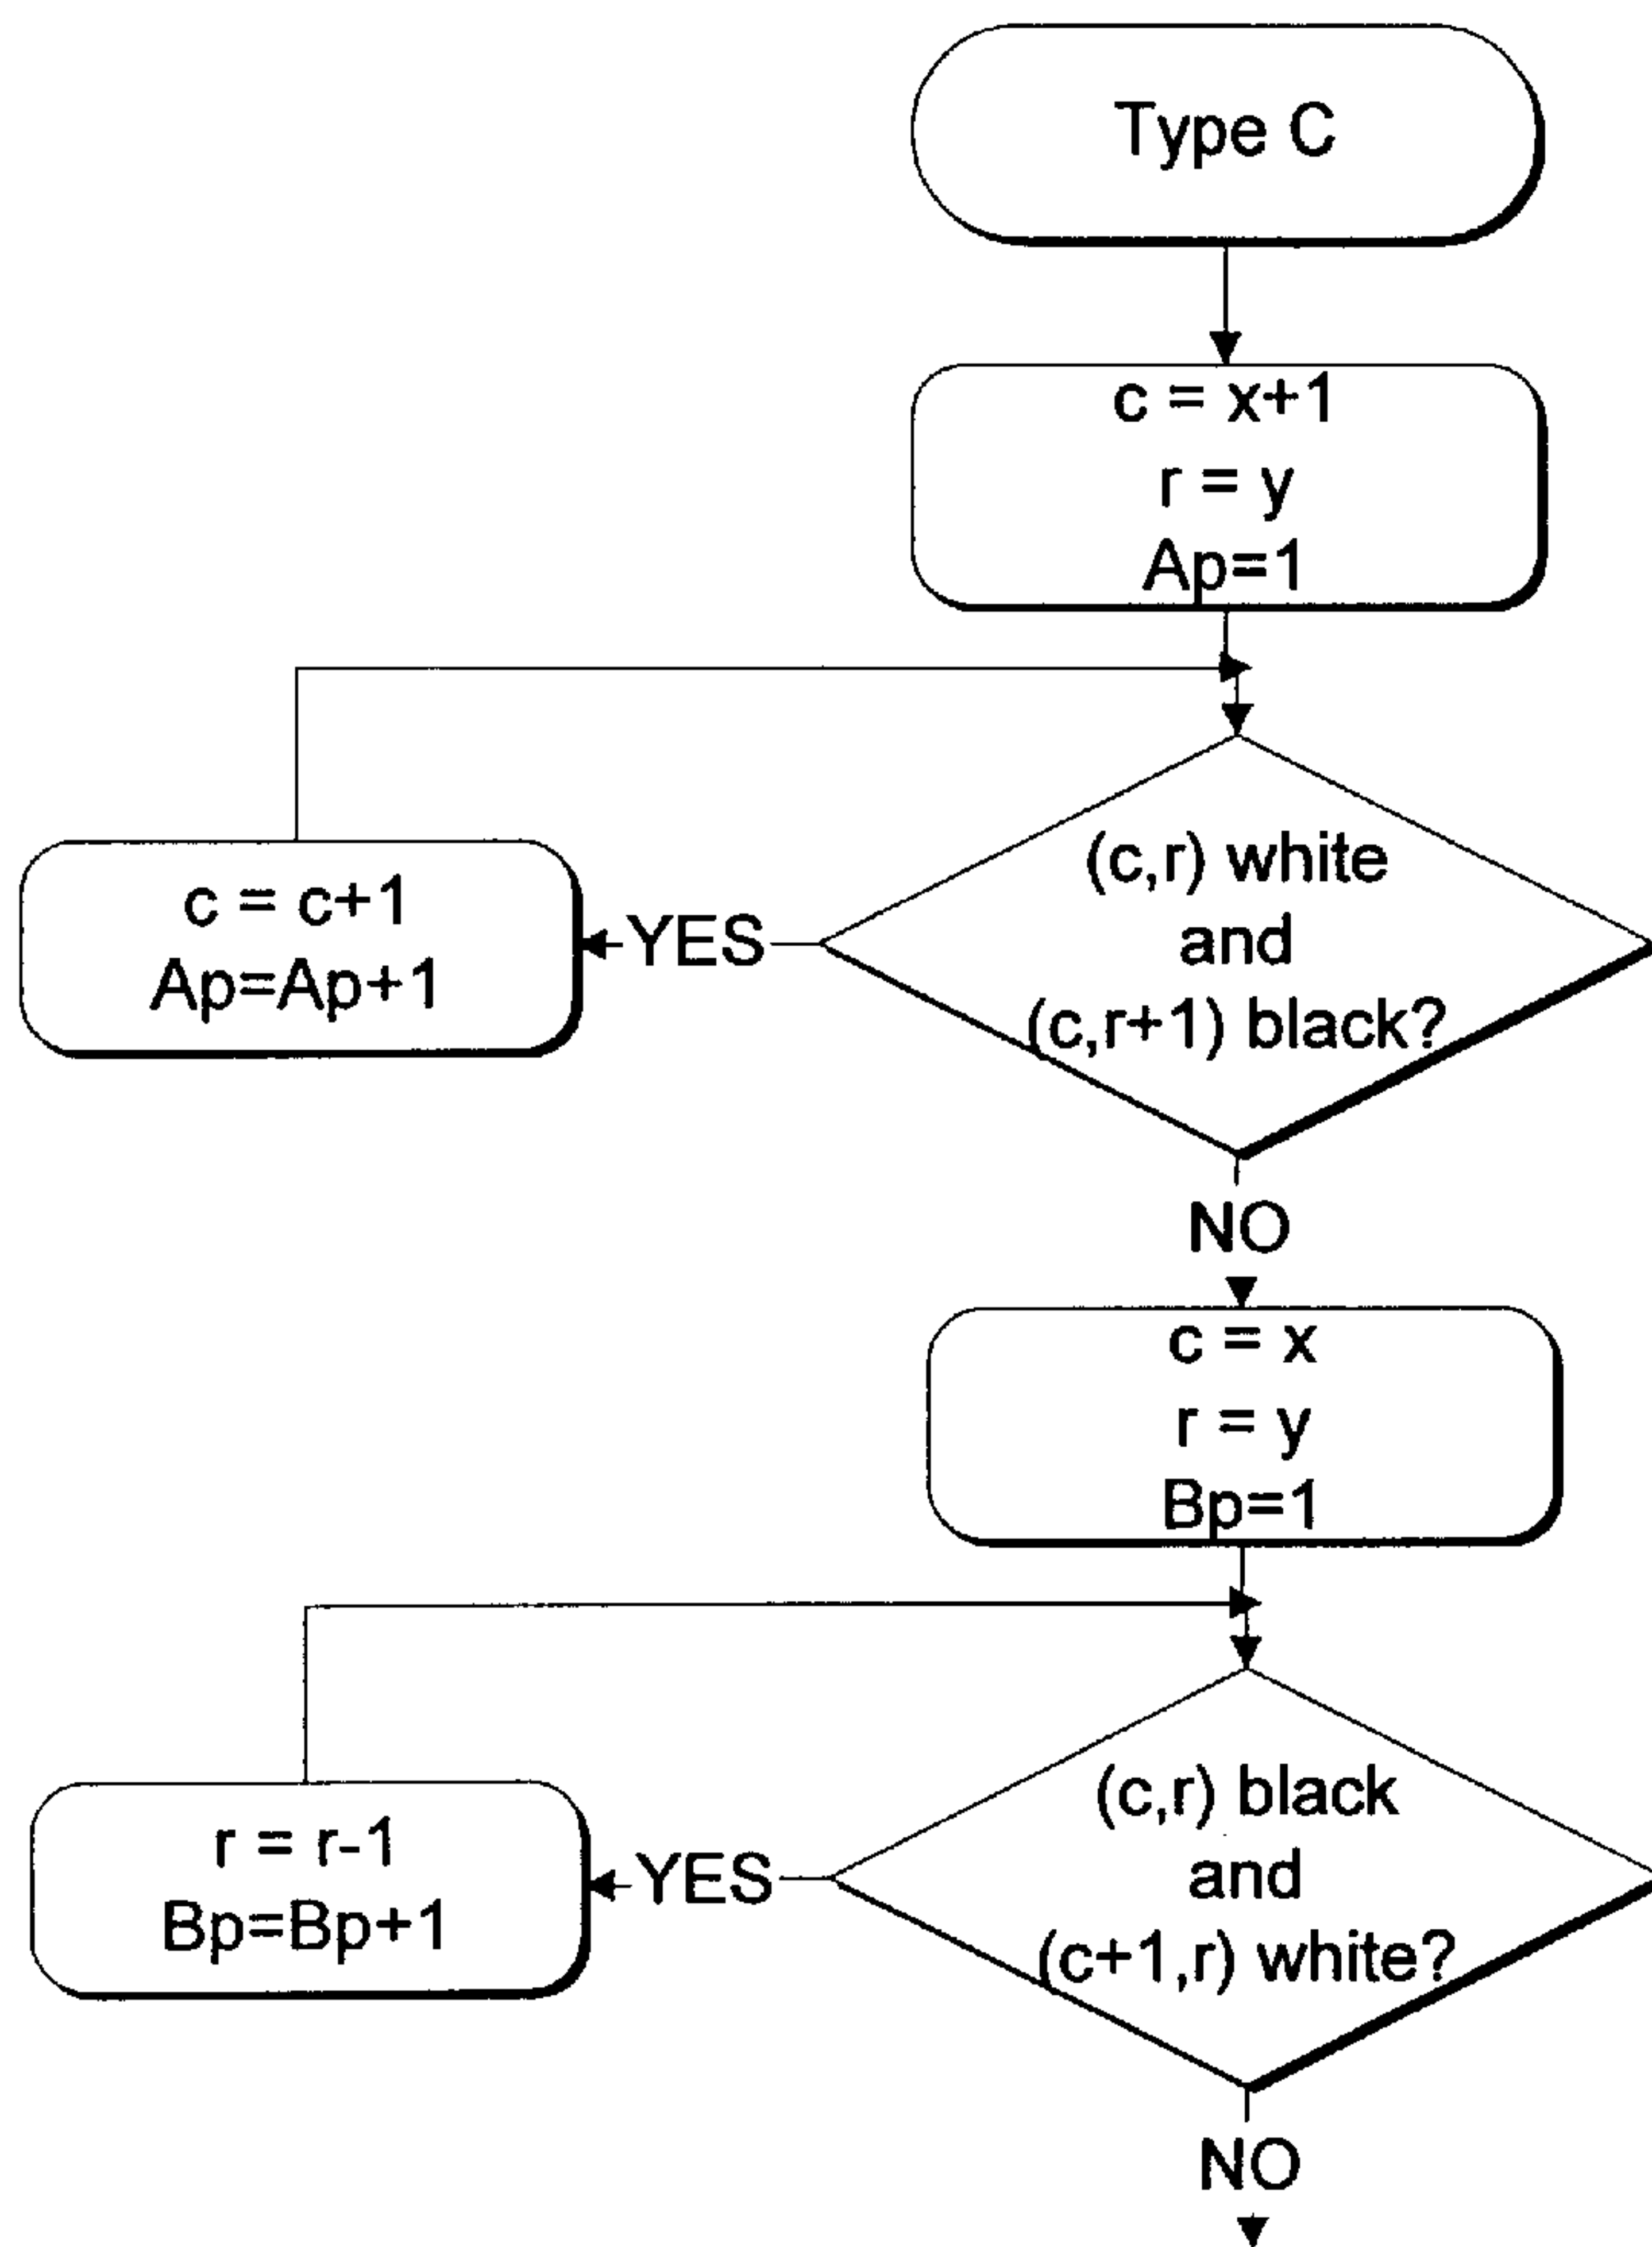 Type C
c = x+1
r = y
Ap=1
(c,r) white
and
(c,r+1) black?
YES
c = c+1
Ap=Ap+1
NO
c = x
r = y
Bp=1
(c,r) black
and
(c+1,r) white?
YES
r = r-1
Bp=Bp+1
NO